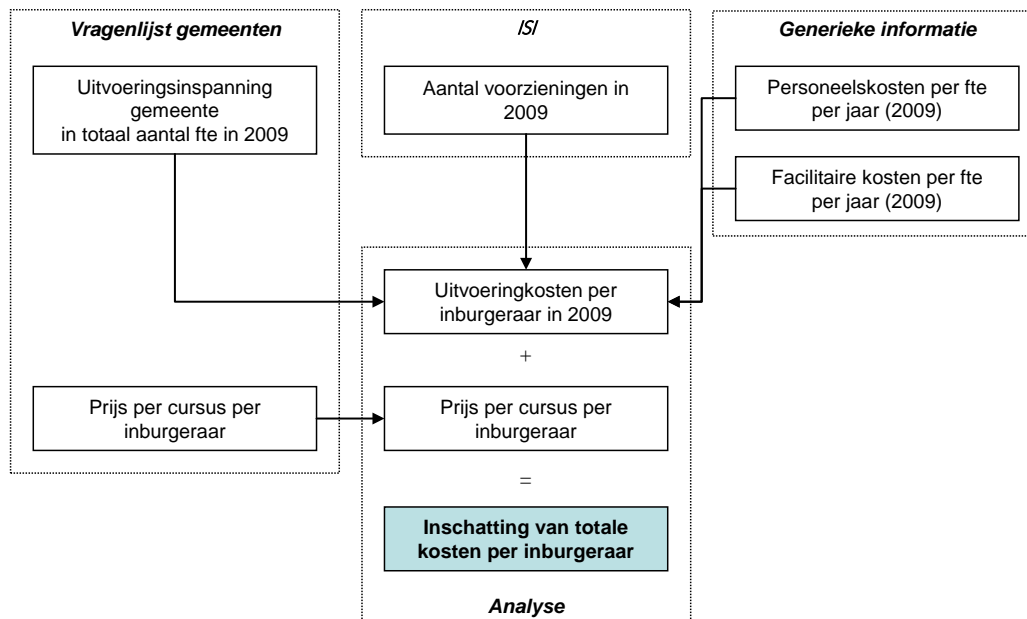 Vragenlijst gemeenten
Uitvoeringsinspanning
gemeente
in totaal aantal fte in 2009
Prijs per cursus per
inburgeraar
ISI
Aantal voorzieningen in
2009
Generieke informatie
Personeelskosten per fte
per jaar (2009)
Facilitaire kosten per fte
per jaar (2009)
Uitvoeringkosten per
inburgeraar in 2009
+
Prijs per cursus per
inburgeraar
=
Inschatting van totale
kosten per inburgeraar
Analyse